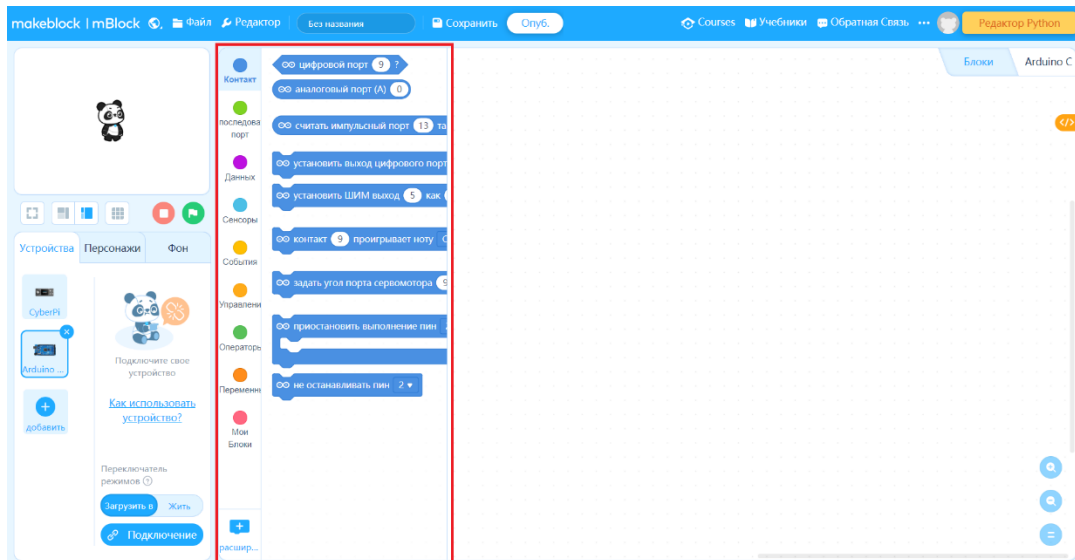 makeblock | mBlock Файл Редактор Без названия Сохранить Опуб. Courses Учебники Обратная Связь ... Редактор Python
Блоки Arduino C
Контакт
последова
порт
Данных
Сенсоры
События
Управлени
Операторы
Переменн
Мои
Блоки
расшир...
цифровой порт 9 ?
аналоговый порт (A) 0
считать импульсный порт 13 та
установить выход цифрового порт
установить ШИМ выход 5 как
контакт 9 проигрывает ноту
задать угол порта сервомотора 9
приостановить выполнение пин
не останавливать пин 2
Устройства Персонажи Фон
CyberPi
Arduino ...
добавить
Подключите свое
устройство
Как использовать
устройство?
Переключатель
режимов ?
Загрузить в Жить
Подключение